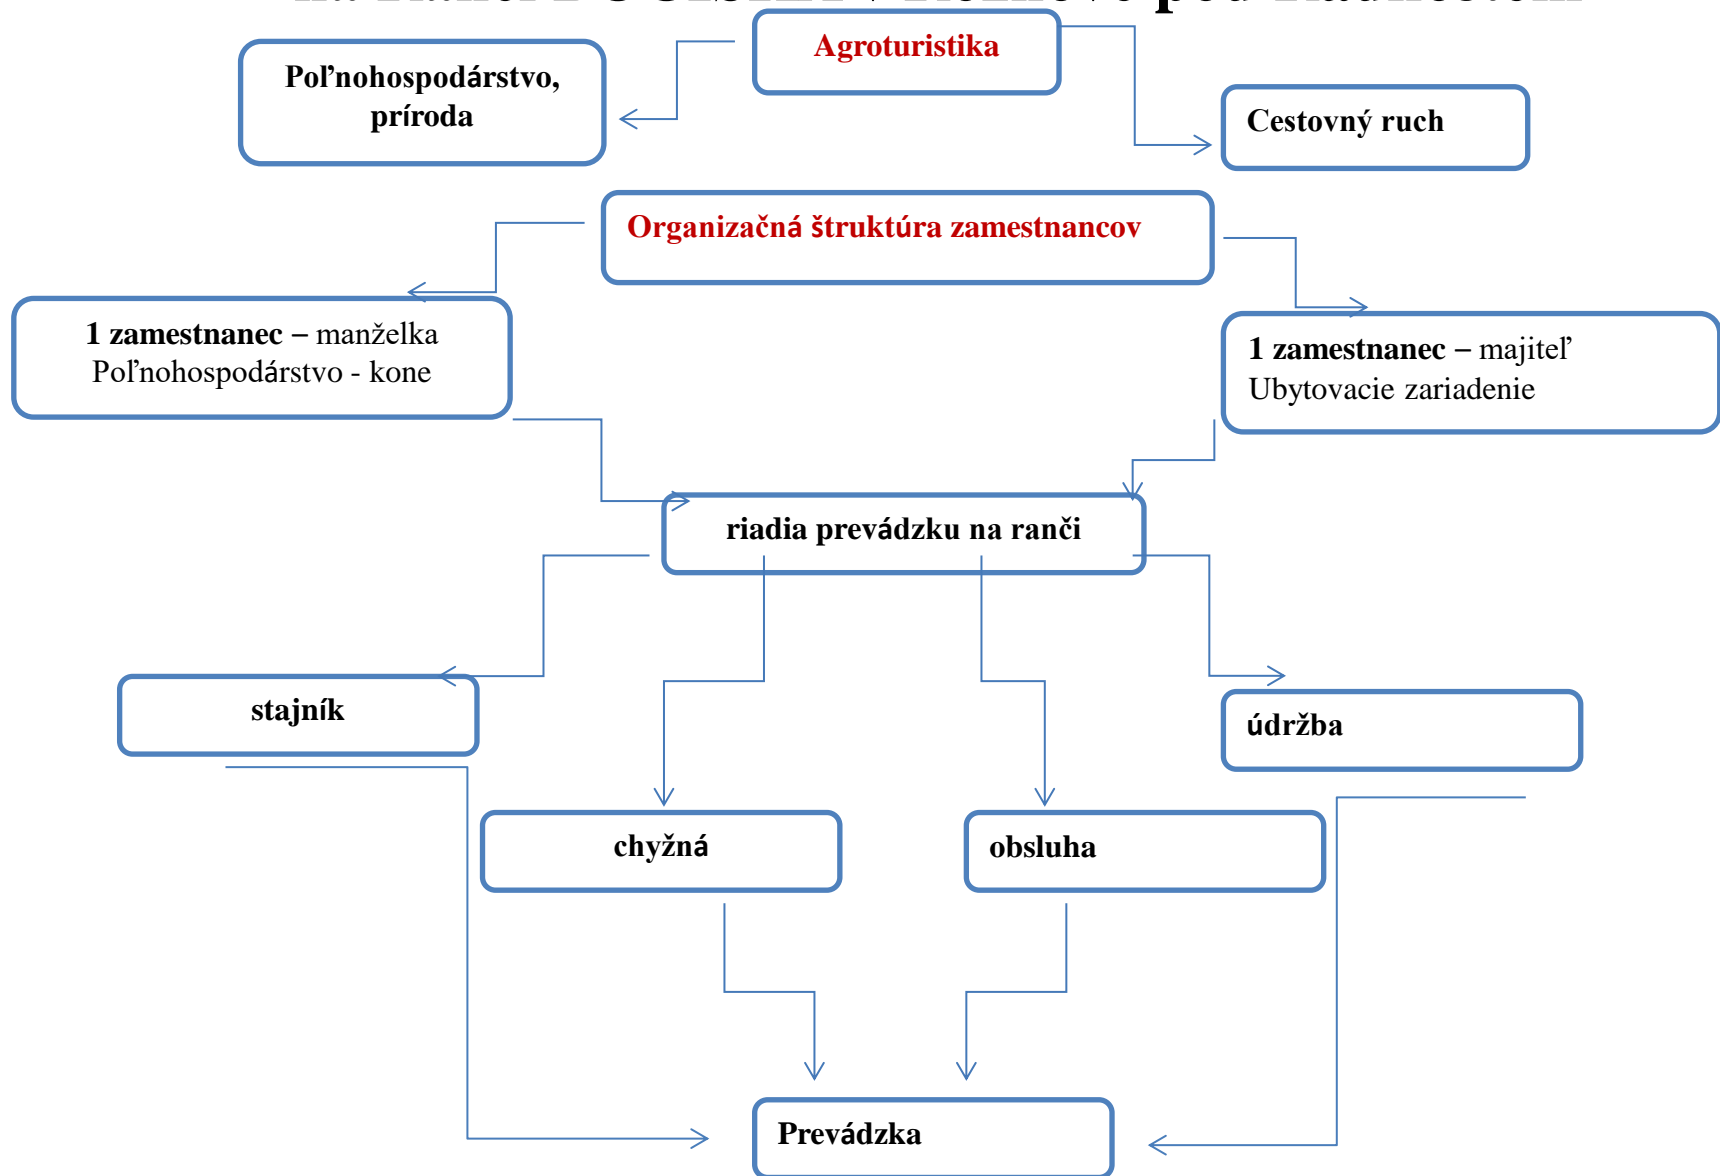 pod
Agroturistika
Poľnohospodárstvo,
príroda
Cestovný ruch
Organizačná štruktúra zamestnancov
1 zamestnanec – manželka
Poľnohospodárstvo - kone
1 zamestnanec – majiteľ
Ubytovacie zariadenie
riadia prevádzku na ranči
stajník
údržba
chyžná
obsluha
Prevádzka